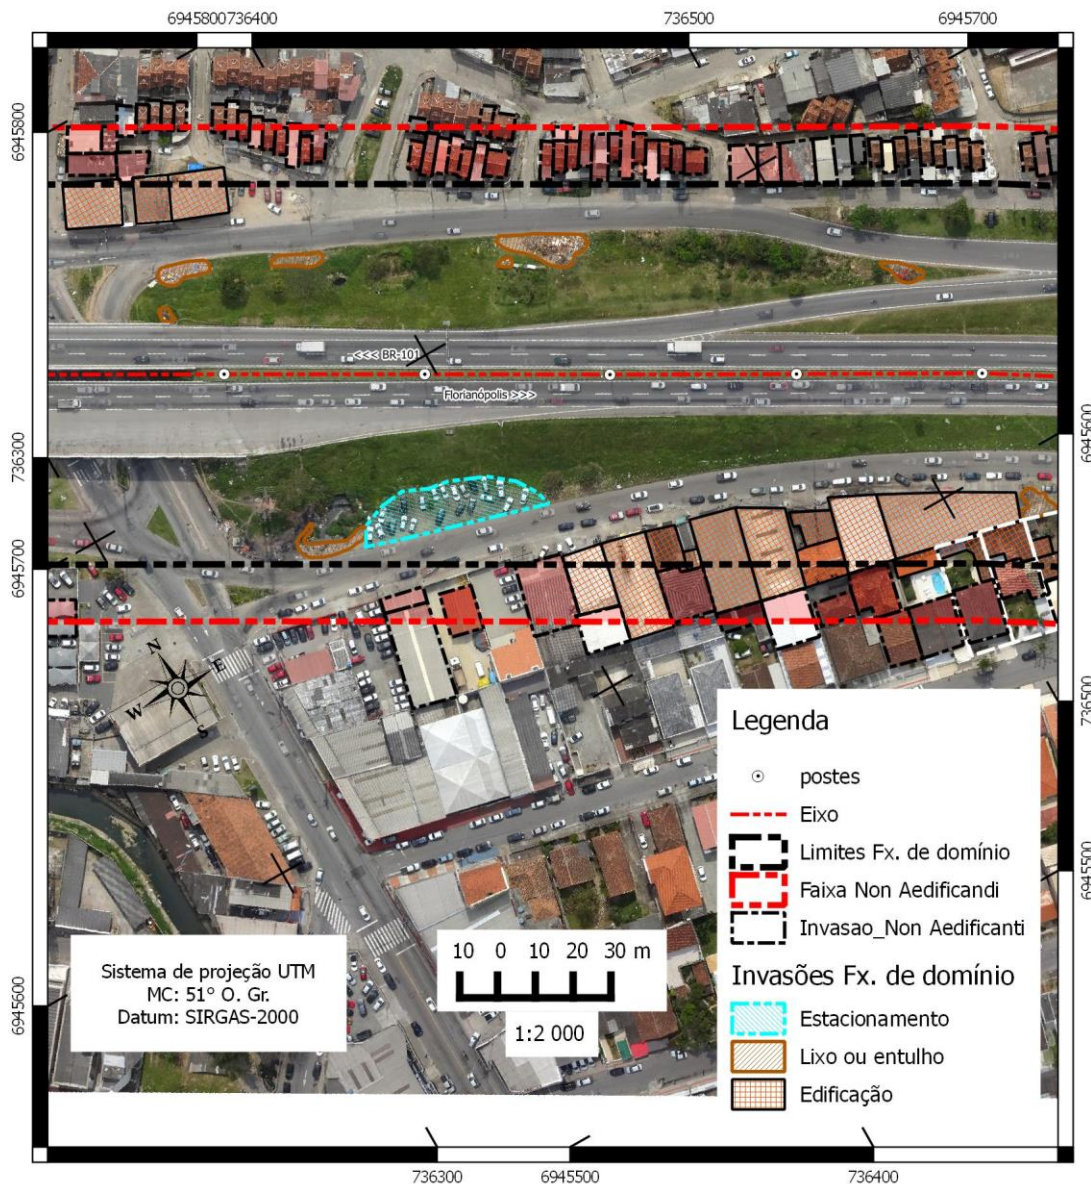 6945800
736400
736500
6945700
6945800
736300
6945700
6945600
6945600
736500
6945500
<<< BR-101
Florianópolis >>>
N
E
W
S
Legenda
postes
Eixo
Limites Fx. de domínio
Faixa Non Aedificandi
Invasao_Non Aedificanti
Invasões Fx. de domínio
Estacionamento
Lixo ou entulho
Edificação
Sistema de projeção UTM
MC: 51° O. Gr.
Datum: SIRGAS-2000
10 0 10 20 30 m
1:2 000
736300
6945500
736400